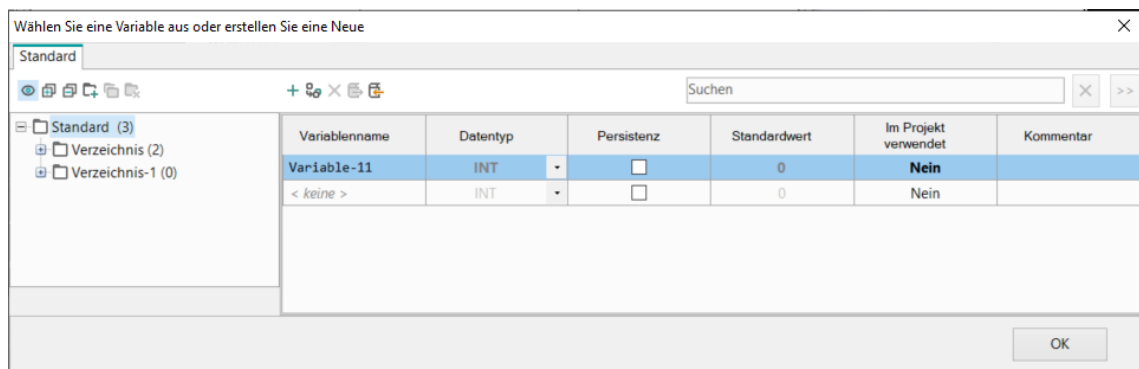 Wählen Sie eine Variable aus oder erstellen Sie eine Neue
Standard
Suchen
>>
Standard (3)
Verzeichnis (2)
Verzeichnis-1 (0)
Variablenname Datentyp Persistenz Standardwert Im Projekt verwendet Kommentar
Variable-11 INT 0 Nein
< keine > INT 0 Nein
OK